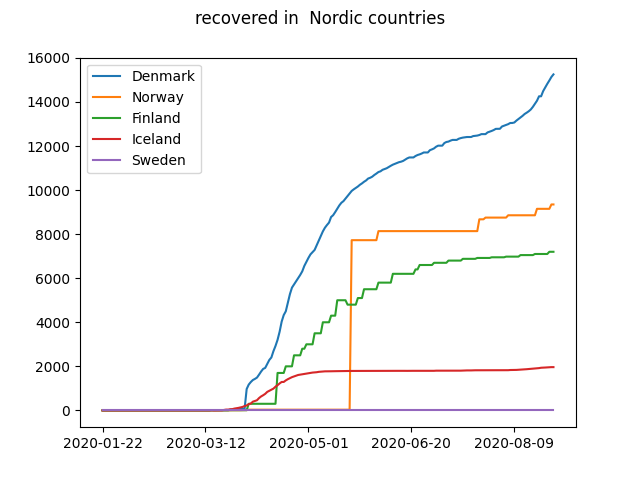 recovered in  Nordic countries
16000
14000
12000
10000
8000
6000
4000
2000
0
Denmark
Norway
Finland
Iceland
Sweden
2020-01-22 2020-03-12 2020-05-01 2020-06-20 2020-08-09